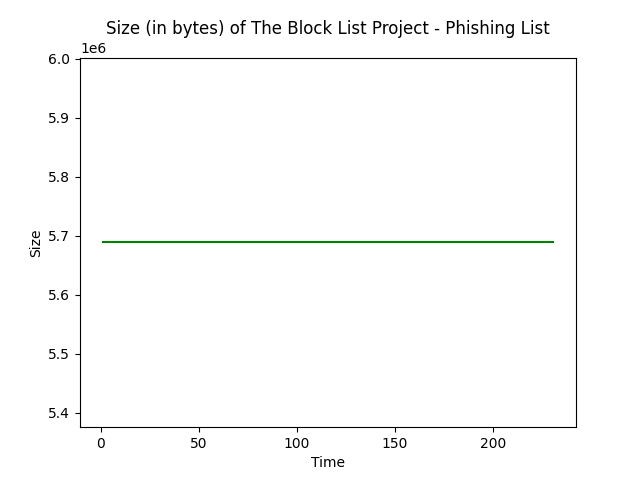 Size (in bytes) of The Block List Project - Phishing List
1e6
6.0
5.9
5.8
5.7
5.6
5.5
5.4
Size
0 50 100 150 200
Time